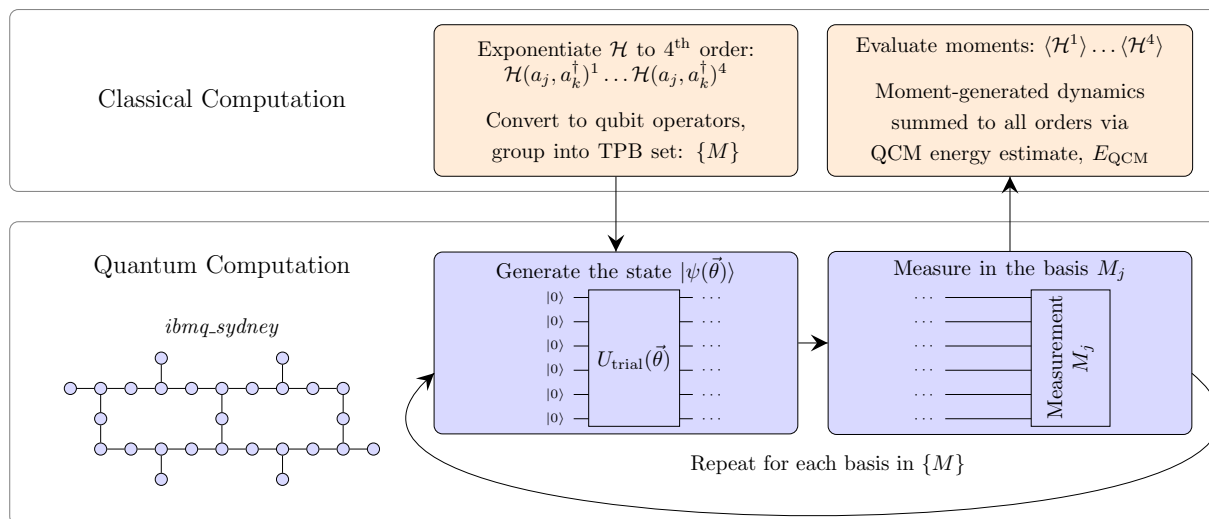 Classical Computation
Exponentiate ℋ to 4th order:
ℋ(a_j, a_k^†)^1 … ℋ(a_j, a_k^†)^4
Convert to qubit operators,
group into TPB set: {M}
Evaluate moments: ⟨ℋ^1⟩ … ⟨ℋ^4⟩
Moment-generated dynamics
summed to all orders via
QCM energy estimate, E_QCM
Quantum Computation
ibmq_sydney
Generate the state |ψ(θ⃗)⟩
|0⟩ ···
|0⟩ ···
|0⟩ ···
|0⟩ ···
|0⟩ ···
|0⟩ ···
U_trial(θ⃗)
Measure in the basis M_j
···
···
···
···
···
···
Measurement
M_j
Repeat for each basis in {M}